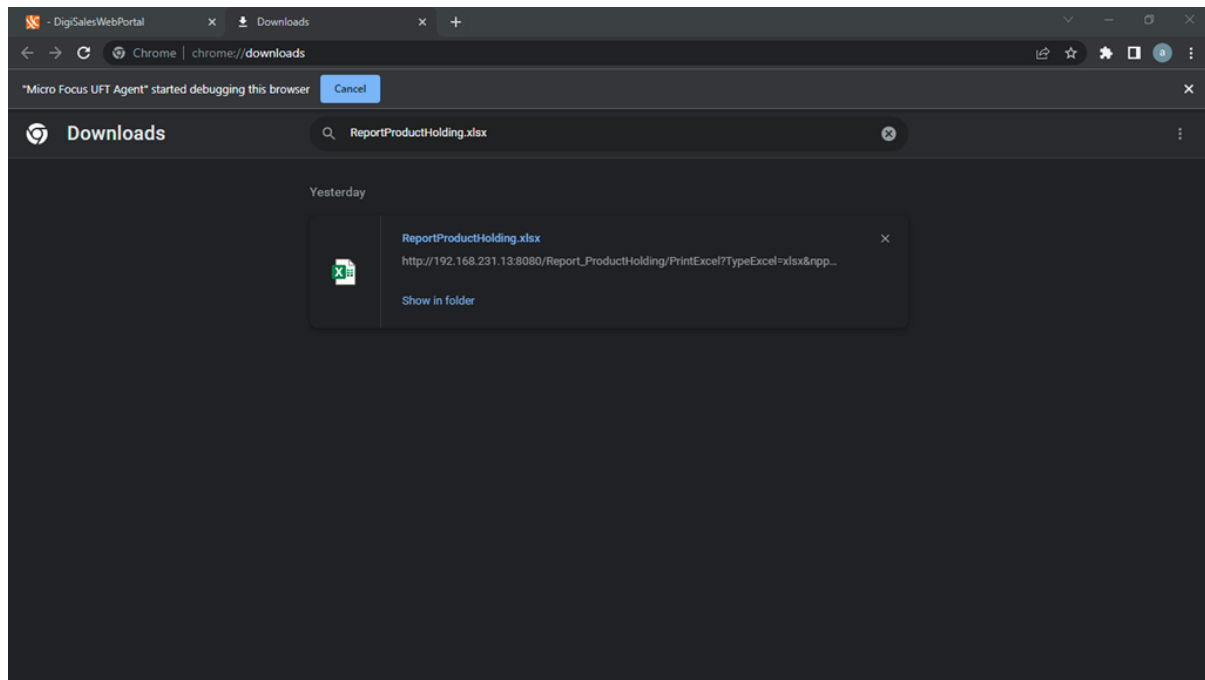 - DigiSalesWebPortal
Downloads
Chrome | chrome://downloads
a
"Micro Focus UFT Agent" started debugging this browser
Cancel
Downloads
ReportProductHolding.xlsx
Yesterday
ReportProductHolding.xlsx
http://192.168.231.13:8080/Report_ProductHolding/PrintExcel?TypeExcel=xlsx&npp...
Show in folder